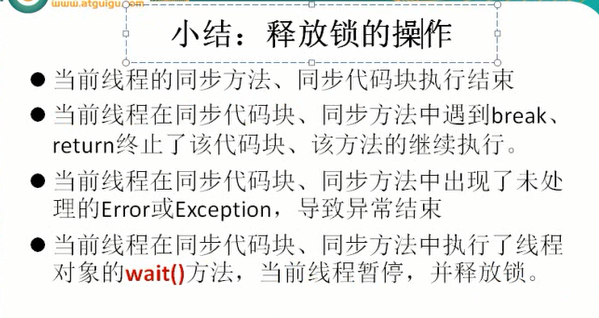 www.atguigu.com
小结：释放锁的操作
● 当前线程的同步方法、同步代码块执行结束
● 当前线程在同步代码块、同步方法中遇到break、
return终止了该代码块、该方法的继续执行。
● 当前线程在同步代码块、同步方法中出现了未处
理的Error或Exception，导致异常结束
● 当前线程在同步代码块、同步方法中执行了线程
对象的wait()方法，当前线程暂停，并释放锁。